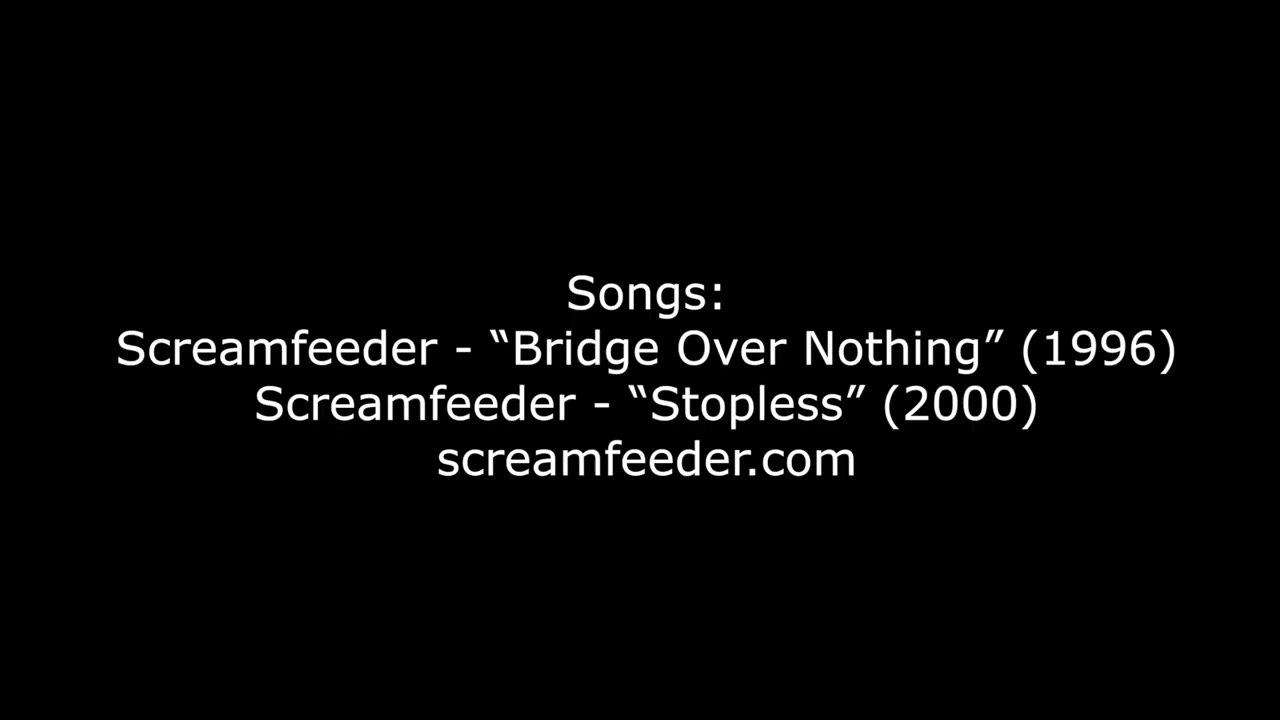 Songs:
Screamfeeder - “Bridge Over Nothing” (1996)
Screamfeeder - “Stopless” (2000)
screamfeeder.com